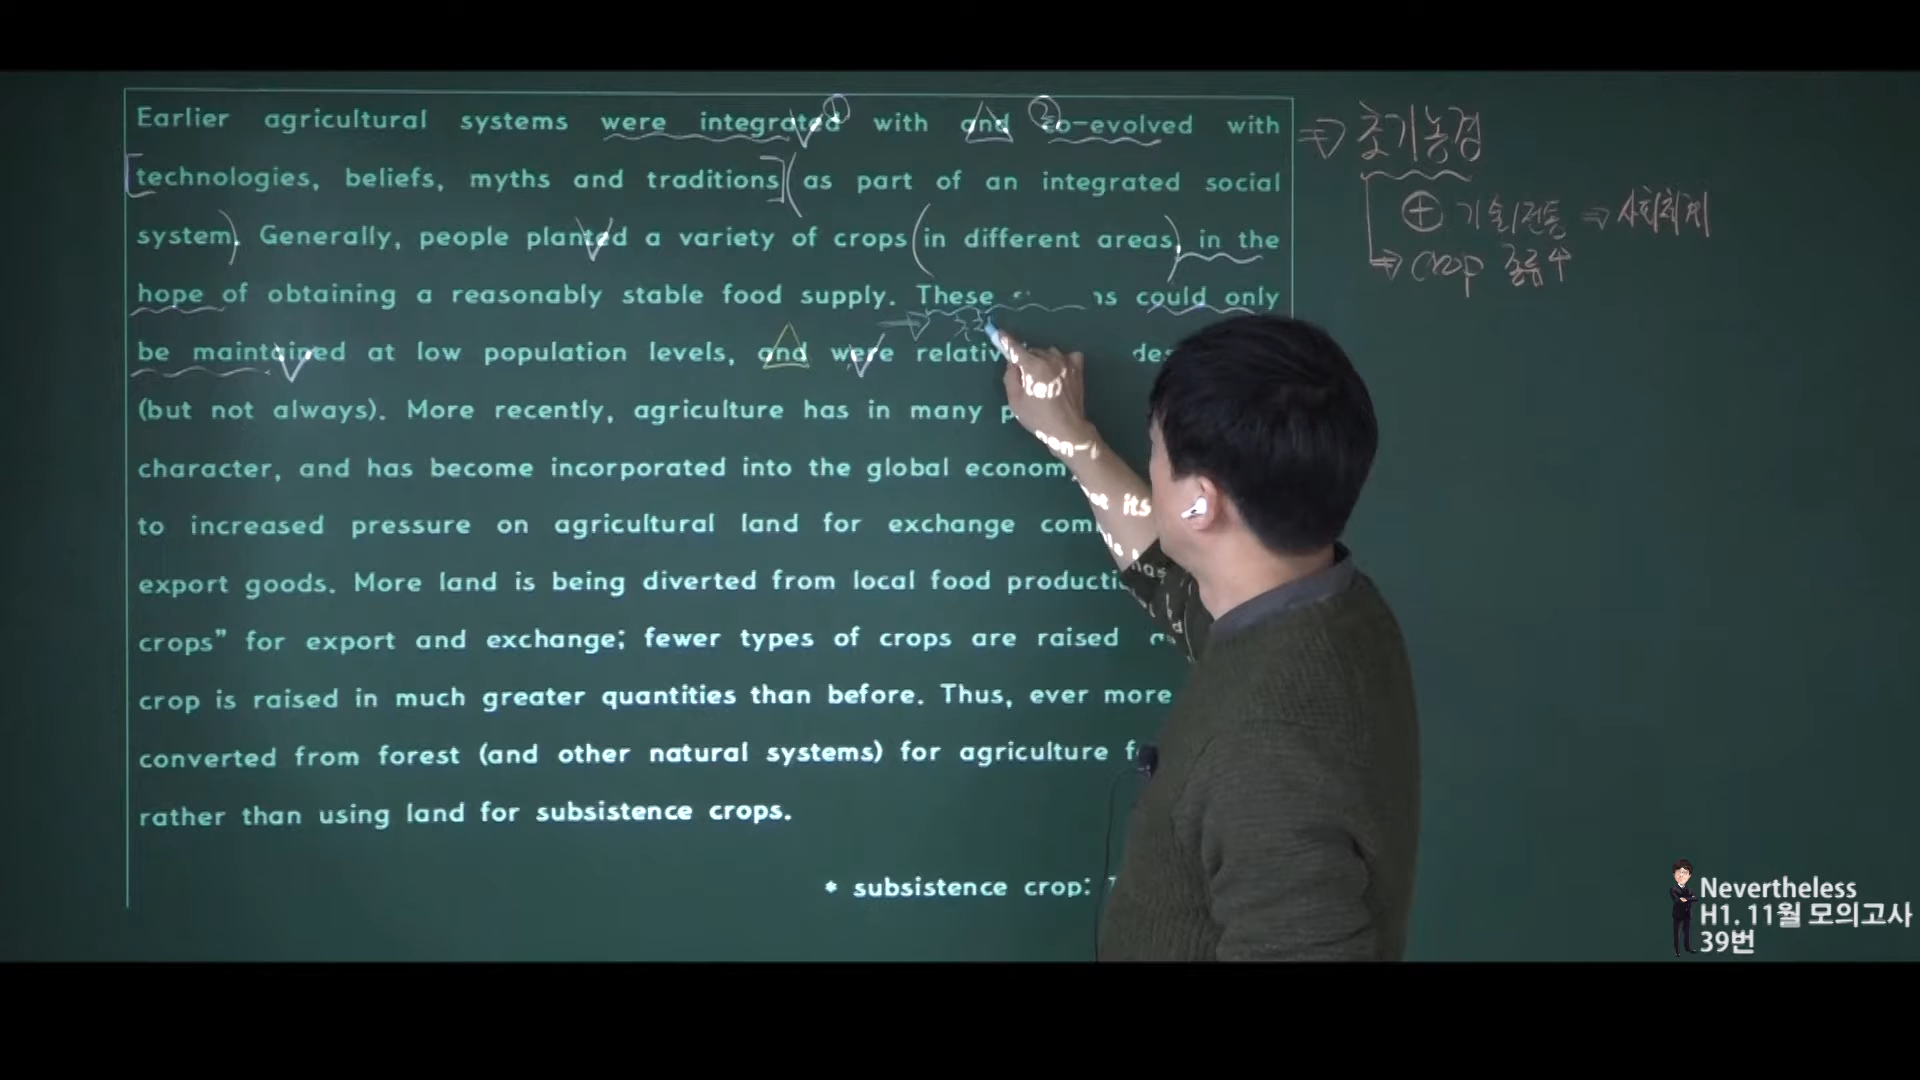 Earlier agricultural systems were integrated with and co-evolved with
technologies, beliefs, myths and traditions as part of an integrated social
system. Generally, people planted a variety of crops in different areas, in the
hope of obtaining a reasonably stable food supply. These could only
be maintained at low population levels, and were
(but not always). More recently, agriculture has in many
character, and has become incorporated into the global
to increased pressure on agricultural land for exchange
export goods. More land is being diverted from local food
crops” for export and exchange; fewer types of crops are raised
crop is raised in much greater quantities than before. Thus, ever more
converted from forest (and other natural systems) for agriculture
rather than using land for subsistence crops.
* subsistence crop:
① ②
⇒ 초기농경
⊕ 기술/전통 ⇒ 사회체계
⇒ crop 종류↑
Nevertheless
H1. 11월 모의고사
39번